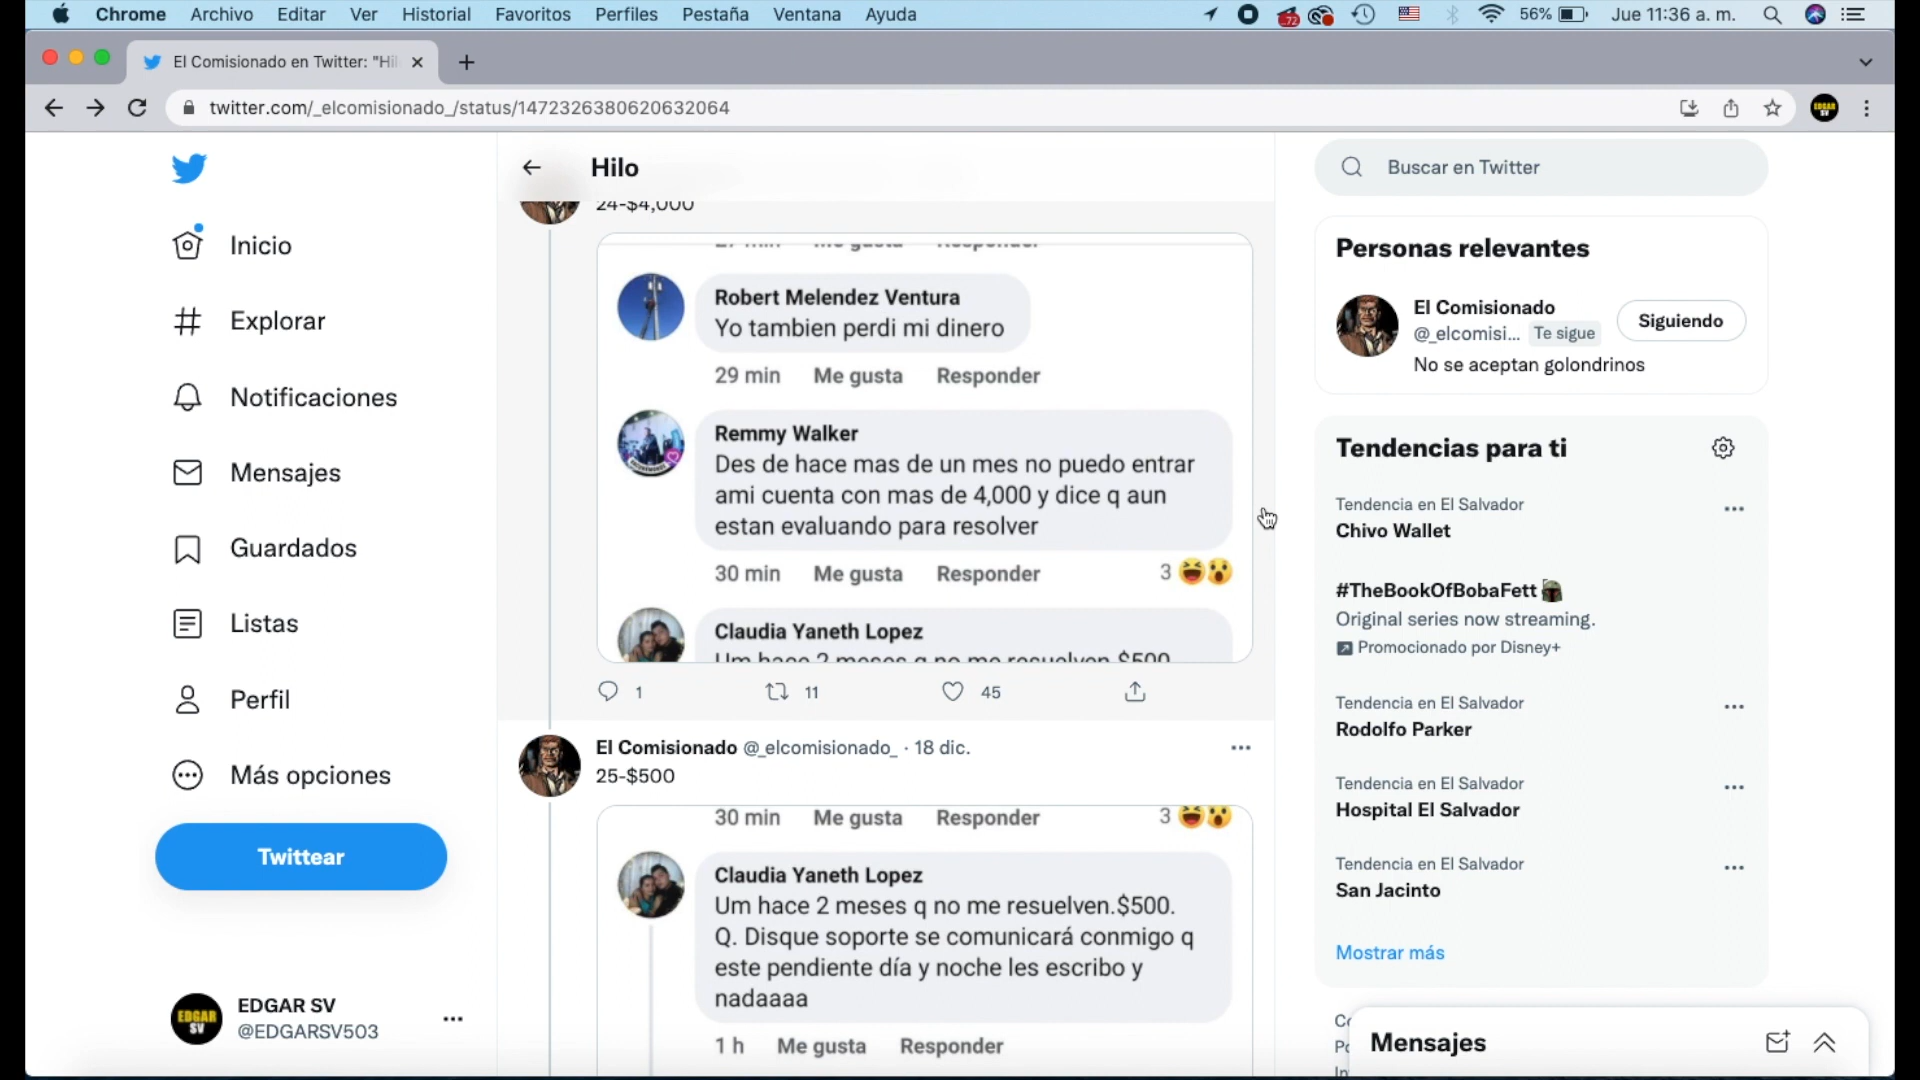 Chrome Archivo Editar Ver Historial Favoritos Perfiles Pestaña Ventana Ayuda
72
56% Jue 11:36 a. m.
El Comisionado en Twitter: "Hil
twitter.com/_elcomisionado_/status/1472326380620632064
EDGAR SV
Inicio
Explorar
Notificaciones
Mensajes
Guardados
Listas
Perfil
Más opciones
Twittear
EDGAR SV
EDGAR SV
@EDGARSV503
Hilo
24-$4,000
27 min Me gusta Responder
Robert Melendez Ventura
Yo tambien perdi mi dinero
29 min Me gusta Responder
Remmy Walker
Des de hace mas de un mes no puedo entrar
ami cuenta con mas de 4,000 y dice q aun
estan evaluando para resolver
30 min Me gusta Responder 3
Claudia Yaneth Lopez
Um hace 2 meses q no me resuelven.$500.
1 11 45
El Comisionado @_elcomisionado_ · 18 dic.
25-$500
30 min Me gusta Responder 3
Claudia Yaneth Lopez
Um hace 2 meses q no me resuelven.$500.
Q. Disque soporte se comunicará conmigo q
este pendiente día y noche les escribo y
nadaaaa
1 h Me gusta Responder
Buscar en Twitter
Personas relevantes
El Comisionado
@_elcomisi... Te sigue
Siguiendo
No se aceptan golondrinos
Tendencias para ti
Tendencia en El Salvador
Chivo Wallet
#TheBookOfBobaFett
Original series now streaming.
Promocionado por Disney+
Tendencia en El Salvador
Rodolfo Parker
Tendencia en El Salvador
Hospital El Salvador
Tendencia en El Salvador
San Jacinto
Mostrar más
Mensajes